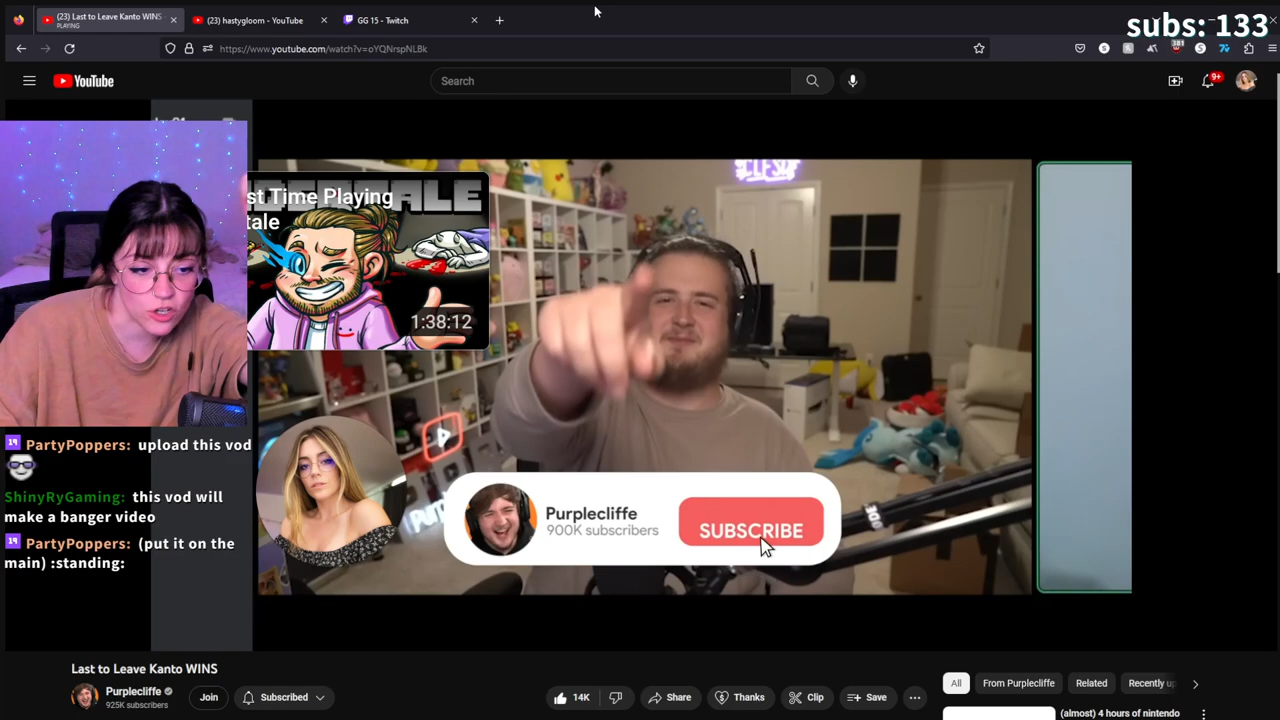 subs: 133
(23) Last to Leave Kanto WINS
PLAYING
(23) hastygloom - YouTube
GG 15 - Twitch
https://www.youtube.com/watch?v=oYQNrspNLBk
381
YouTube
Search
9+
st Time Playing
tale
ALE
1:38:12
PartyPoppers: upload this vod
ShinyRyGaming: this vod will
make a banger video
PartyPoppers: (put it on the
main) :standing:
Purplecliffe
900K subscribers
SUBSCRIBE
Last to Leave Kanto WINS
Purplecliffe
925K subscribers
Join
Subscribed
14K
Share
Thanks
Clip
Save
All
From Purplecliffe
Related
Recently up
(almost) 4 hours of nintendo